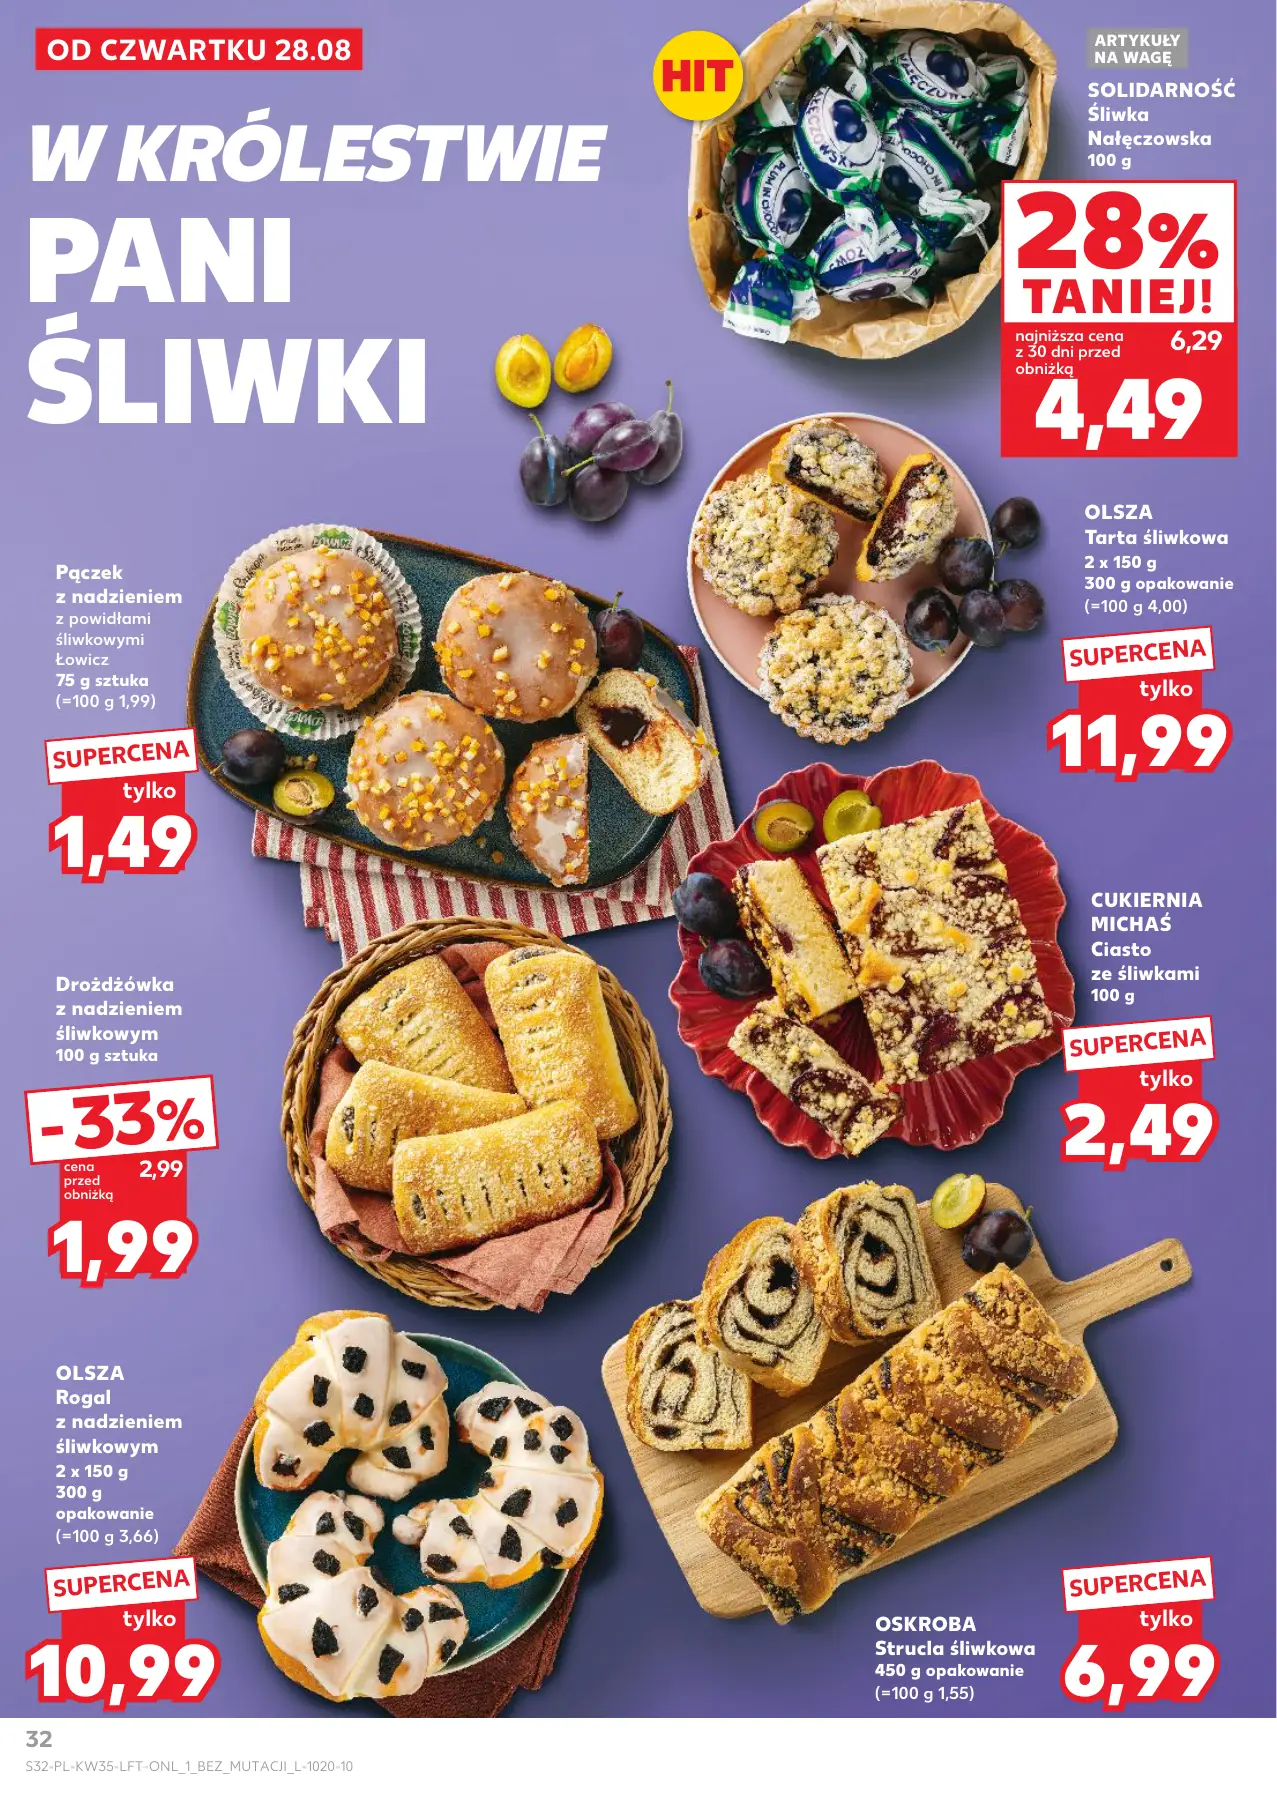 OD CZWARTKU 28.08
W KRÓLESTWIE
PANI
ŚLIWKI
HIT
ARTYKUŁY
NA WAGĘ
SOLIDARNOŚĆ
Śliwka
Nałęczowska
100 g
28%
TANIEJ!
najniższa cena
z 30 dni przed
obniżką
6,29
4,49
OLSZA
Tarta śliwkowa
2 x 150 g
300 g opakowanie
(=100 g 4,00)
SUPERCENA
tylko
11,99
Pączek
z nadzieniem
z powidłami
śliwkowymi
Łowicz
75 g sztuka
(=100 g 1,99)
SUPERCENA
tylko
1,49
CUKIERNIA
MICHAŚ
Ciasto
ze śliwkami
100 g
SUPERCENA
tylko
2,49
Drożdżówka
z nadzieniem
śliwkowym
100 g sztuka
-33%
cena
przed
obniżką
2,99
1,99
OLSZA
Rogal
z nadzieniem
śliwkowym
2 x 150 g
300 g
opakowanie
(=100 g 3,66)
SUPERCENA
tylko
10,99
OSKROBA
Strucla śliwkowa
450 g opakowanie
(=100 g 1,55)
SUPERCENA
tylko
6,99
32
S32-PL-KW35-LFT-ONL_1_BEZ_MUTACJI_L-1020-10